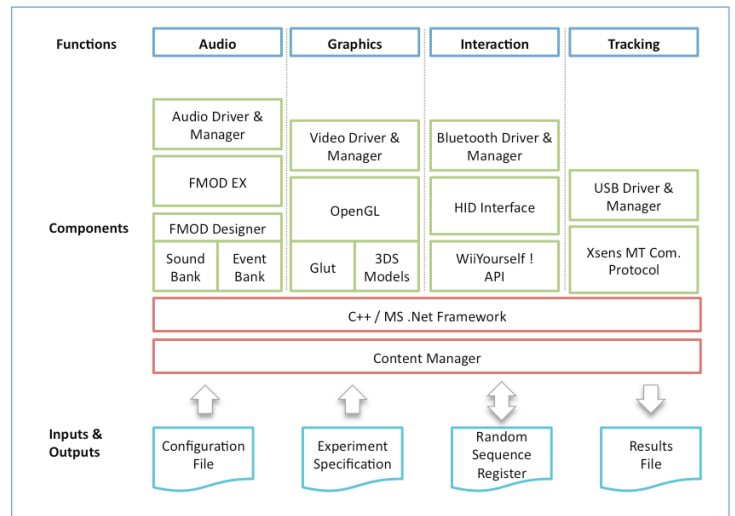 Functions
Audio
Graphics
Interaction
Tracking
Components
Audio Driver &
Manager
FMOD EX
FMOD Designer
Sound
Bank
Event
Bank
Video Driver &
Manager
OpenGL
Glut
3DS
Models
Bluetooth Driver &
Manager
HID Interface
WiiYourself !
API
USB Driver &
Manager
Xsens MT Com.
Protocol
C++ / MS .Net Framework
Content Manager
Inputs &
Outputs
Configuration
File
Experiment
Specification
Random
Sequence
Register
Results
File